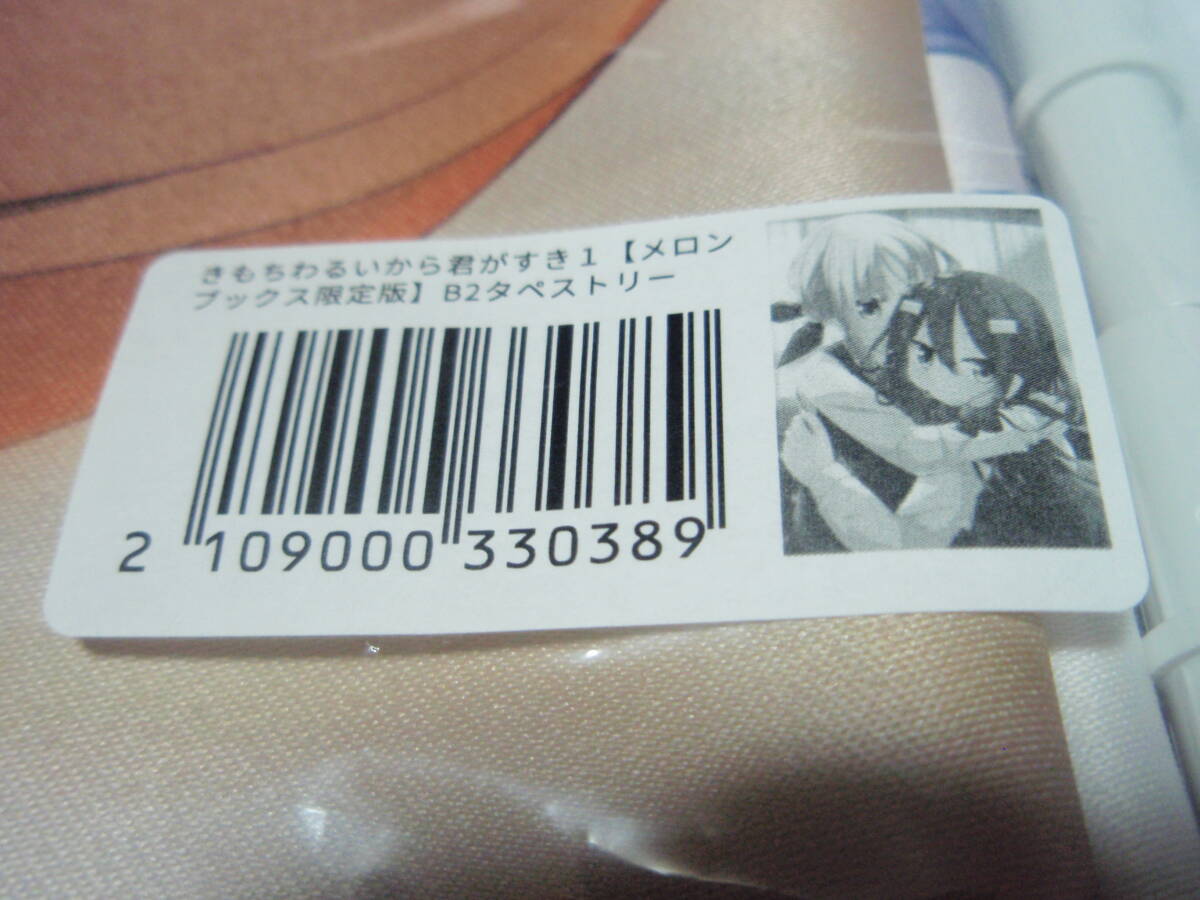 きもちわるいから君がすき１【メロン
ブックス限定版】B2タペストリー
2 109000 330389